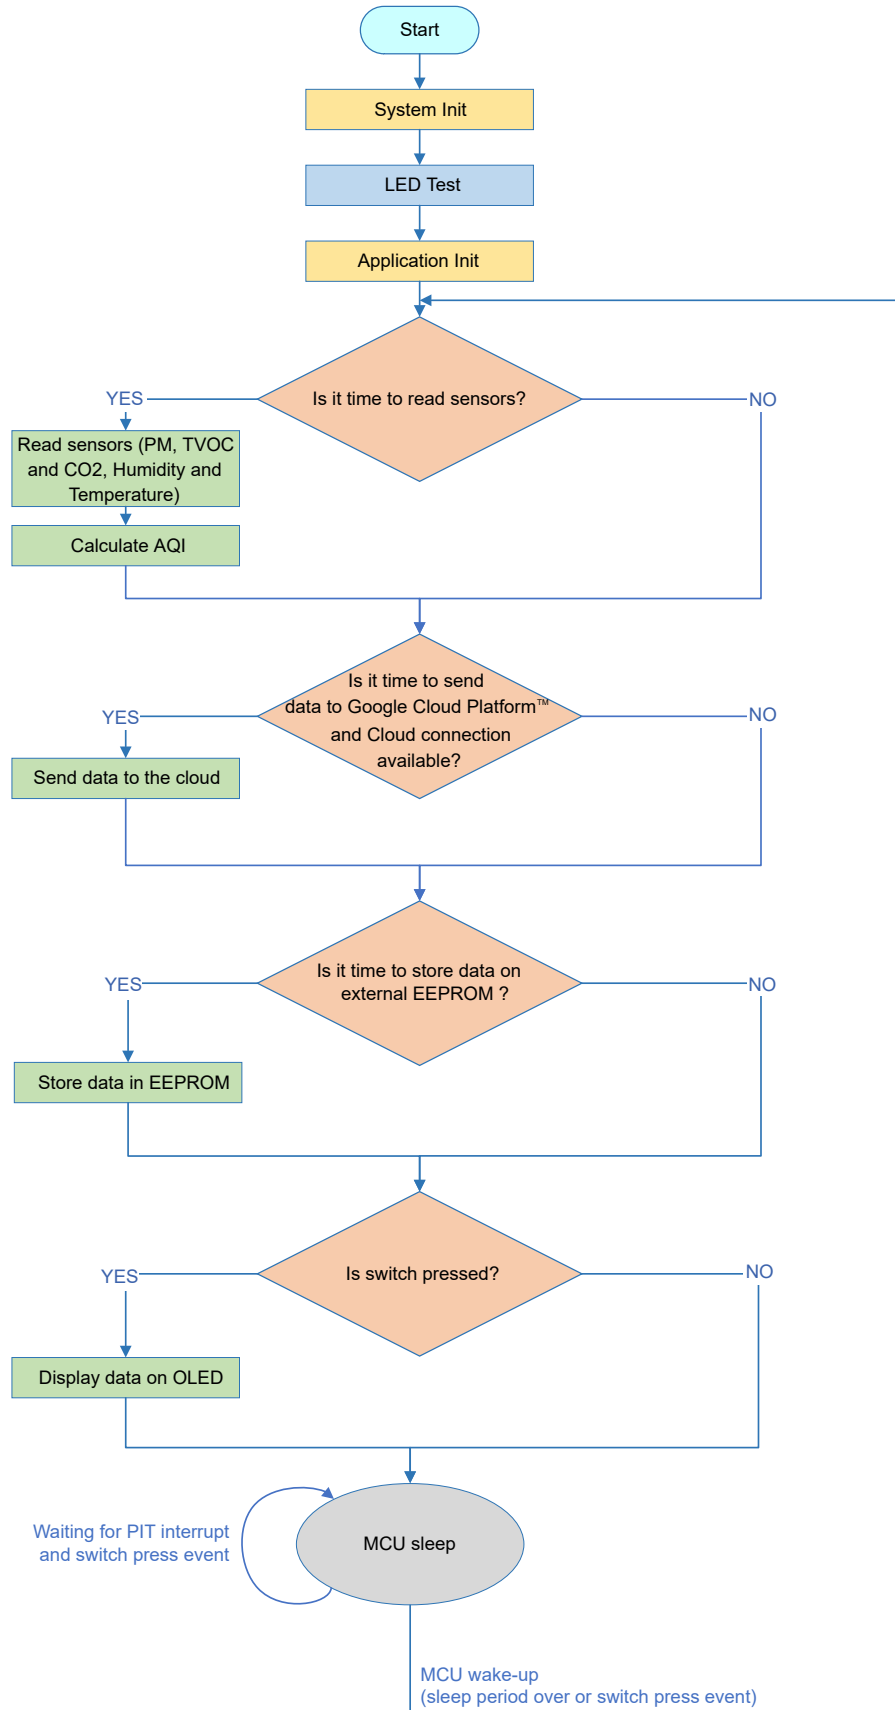 Start
System Init
LED Test
Application Init
Is it time to read sensors?
YES
NO
Read sensors (PM, TVOC
and CO2, Humidity and
Temperature)
Calculate AQI
Is it time to send
data to Google Cloud Platform™
and Cloud connection
available?
YES
NO
Send data to the cloud
Is it time to store data on
external EEPROM ?
YES
NO
Store data in EEPROM
Is switch pressed?
YES
NO
Display data on OLED
Waiting for PIT interrupt
and switch press event
MCU sleep
MCU wake-up
(sleep period over or switch press event)